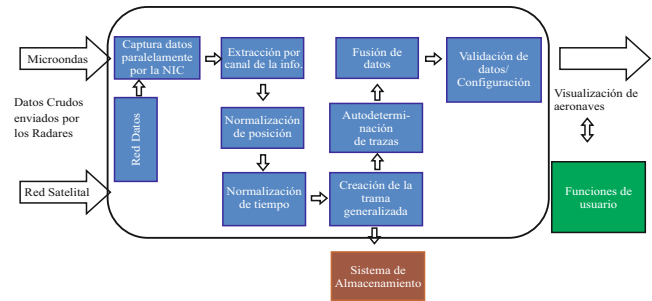 Microondas
Datos Crudos
enviados por
los Radares
Red Satelital
Captura datos
paralelamente
por la NIC
Red Datos
Extracción por
canal de la info.
Normalización
de posición
Normalización
de tiempo
Creación de la
trama
generalizada
Autodetermi-
nación
de trazas
Fusión de
datos
Validación de
datos/
Configuración
Visualización de
aeronaves
Funciones de
usuario
Sistema de
Almacenamiento